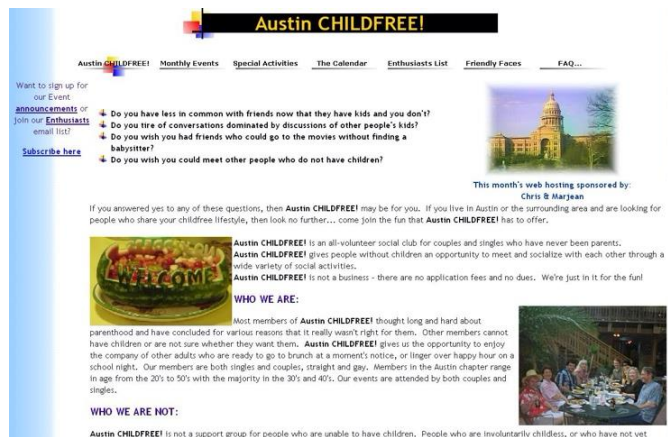 Austin CHILDFREE!
Austin CHILDFREE! Monthly Events Special Activities The Calendar Enthusiasts List Friendly Faces FAQ...
Want to sign up for
our Event
announcements or
join our Enthusiasts
email list?
Subscribe here
Do you have less in common with friends now that they have kids and you don't?
Do you tire of conversations dominated by discussions of other people's kids?
Do you wish you had friends who could go to the movies without finding a
babysitter?
Do you wish you could meet other people who do not have children?
This month's web hosting sponsored by:
Chris & Marjean
If you answered yes to any of these questions, then Austin CHILDFREE! may be for you. If you live in Austin or the surrounding area and are looking for
people who share your childfree lifestyle, then look no further... come join the fun that Austin CHILDFREE! has to offer.
WELCOME
Austin CHILDFREE! is an all-volunteer social club for couples and singles who have never been parents.
Austin CHILDFREE! gives people without children an opportunity to meet and socialize with each other through a
wide variety of social activities.
Austin CHILDFREE! is not a business - there are no application fees and no dues. We're just in it for the fun!
WHO WE ARE:
Most members of Austin CHILDFREE! thought long and hard about
parenthood and have concluded for various reasons that it really wasn't right for them. Other members cannot
have children or are not sure whether they want them. Austin CHILDFREE! gives us the opportunity to enjoy
the company of other adults who are ready to go to brunch at a moment's notice, or linger over happy hour on a
school night. Our members are both singles and couples, straight and gay. Members in the Austin chapter range
in age from the 20's to 50's with the majority in the 30's and 40's. Our events are attended by both couples and
singles.
WHO WE ARE NOT:
Austin CHILDFREE! is not a support group for people who are unable to have children. People who are involuntarily childless, or who have not yet